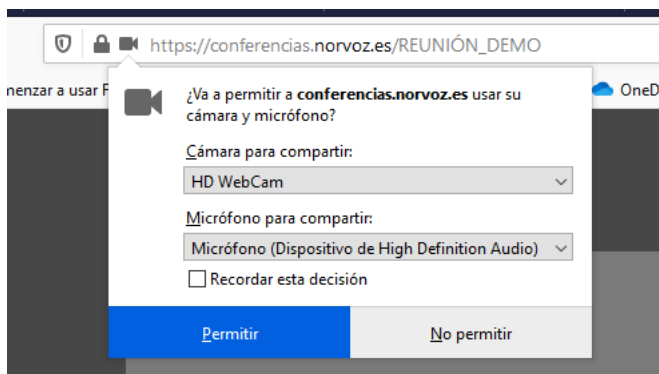 https://conferencias.norvoz.es/REUNIÓN_DEMO
menzar a usar F
OneD
¿Va a permitir a conferencias.norvoz.es usar su
cámara y micrófono?
Cámara para compartir:
HD WebCam
Micrófono para compartir:
Micrófono (Dispositivo de High Definition Audio)
Recordar esta decisión
Permitir
No permitir